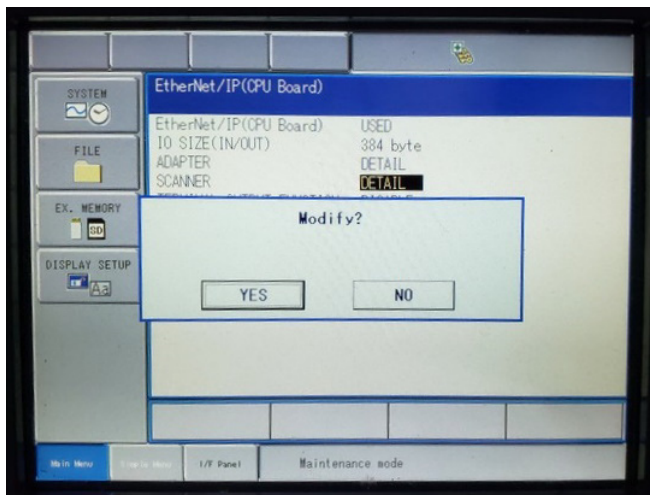 SYSTEM
FILE
EX. MEMORY
SD
DISPLAY SETUP
Aa
EtherNet/IP(CPU Board)
EtherNet/IP(CPU Board) USED
IO SIZE(IN/OUT) 384 byte
ADAPTER DETAIL
SCANNER DETAIL
Modify?
YES NO
Main Menu I/F Panel Maintenance mode